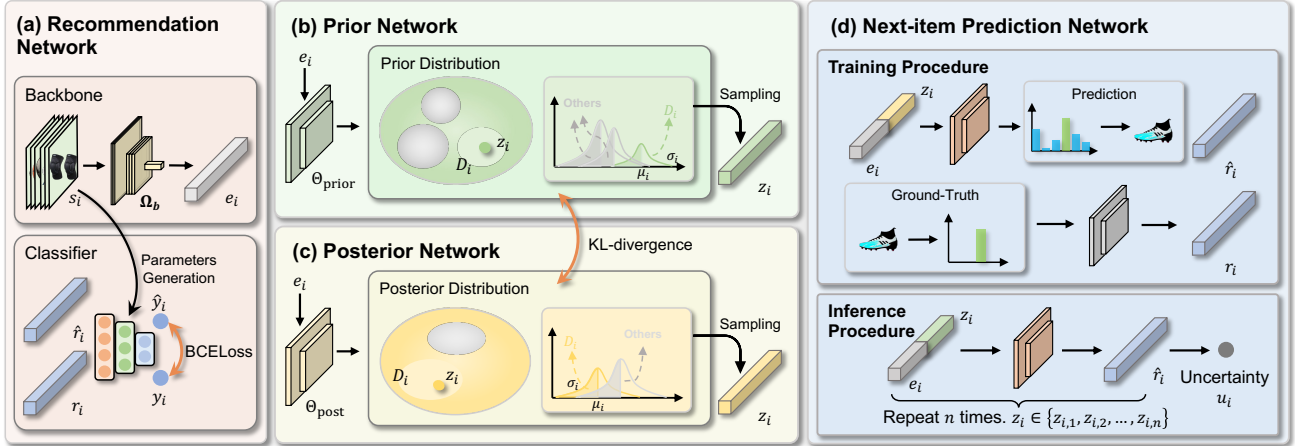 (a) Recommendation
Network
Backbone
s_i
Ω_b
e_i
Classifier
Parameters
Generation
r̂_i
ŷ_i
BCELoss
r_i
y_i
(b) Prior Network
e_i
Θ_prior
Prior Distribution
D_i
z_i
Others
D_i
σ_i
μ_i
Sampling
z_i
KL-divergence
(c) Posterior Network
e_i
Θ_post
Posterior Distribution
D_i
z_i
D_i
Others
σ_i
μ_i
Sampling
z_i
(d) Next-item Prediction Network
Training Procedure
z_i
e_i
Prediction
r̂_i
Ground-Truth
r_i
Inference
Procedure
z_i
e_i
r̂_i
Uncertainty
u_i
Repeat n times. z_i ∈ {z_{i,1}, z_{i,2}, … , z_{i,n}}